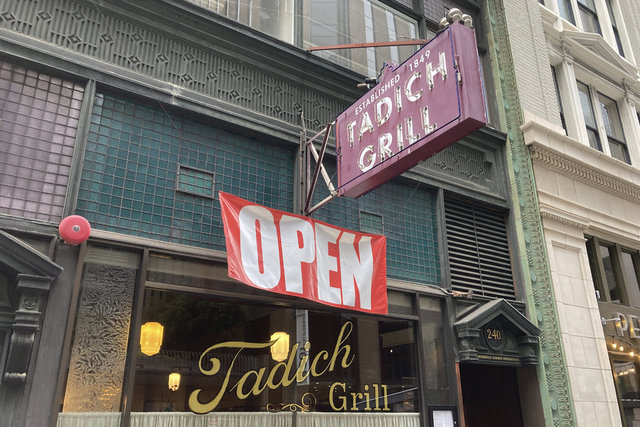 ESTABLISHED 1849
TADICH
GRILL
OPEN
Tadich
Grill
240